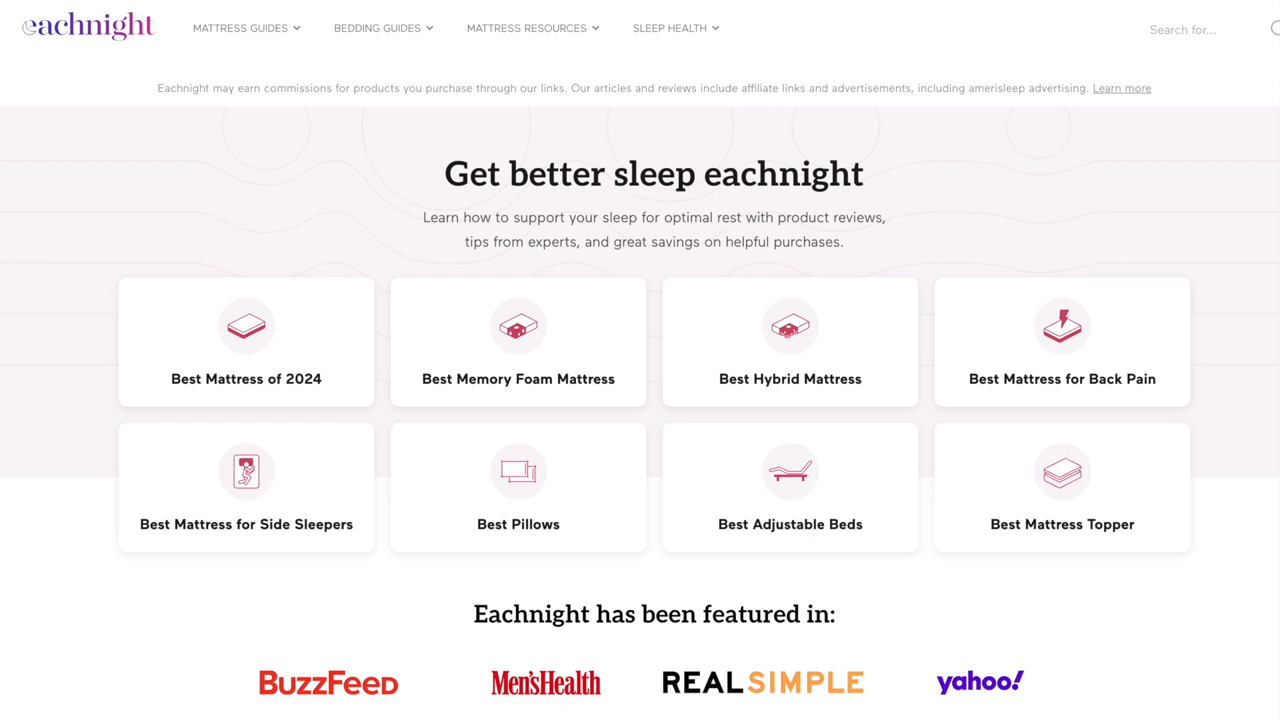 eachnight
MATTRESS GUIDES
BEDDING GUIDES
MATTRESS RESOURCES
SLEEP HEALTH
Search for...
Eachnight may earn commissions for products you purchase through our links. Our articles and reviews include affiliate links and advertisements, including amerisleep advertising. Learn more
Get better sleep eachnight
Learn how to support your sleep for optimal rest with product reviews,
tips from experts, and great savings on helpful purchases.
Best Mattress of 2024
Best Memory Foam Mattress
Best Hybrid Mattress
Best Mattress for Back Pain
Best Mattress for Side Sleepers
Best Pillows
Best Adjustable Beds
Best Mattress Topper
Eachnight has been featured in:
BuzzFeed
Men'sHealth
REALSIMPLE
yahoo!